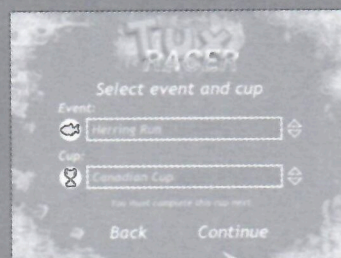 TUX
RACER
Select event and cup
Event:
Herring Run
Cup:
Canadian Cup
You must complete this cup next
Back Continue